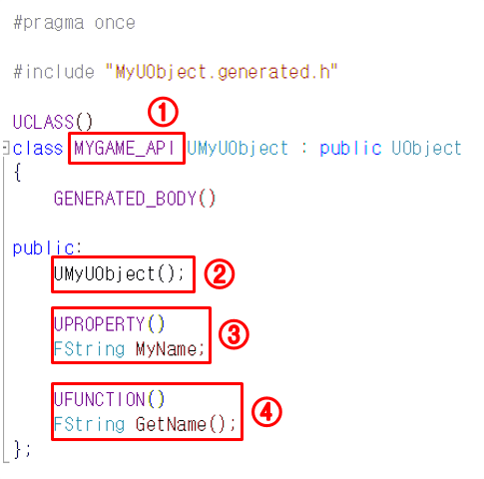 #pragma once
#include "MyUObject.generated.h"
①
UCLASS()
class MYGAME_API UMyUObject : public UObject
{
GENERATED_BODY()
public:
UMyUObject(); ②
UPROPERTY()
FString MyName; ③
UFUNCTION()
FString GetName(); ④
};